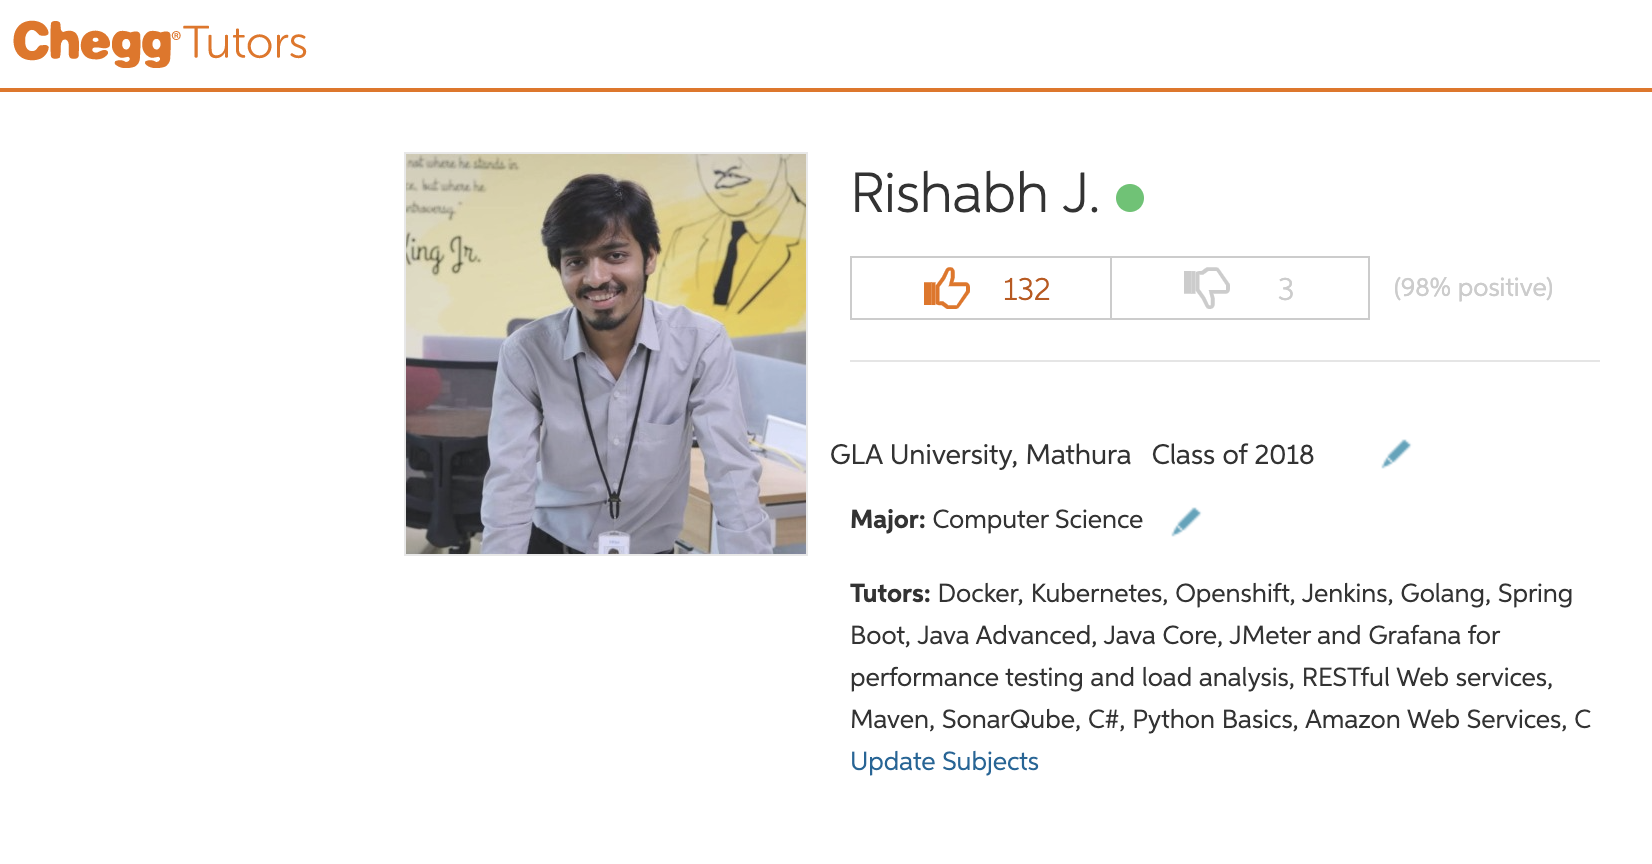 Chegg® Tutors
not where he stands in
but where he
ntroversy."
King Jr.
Rishabh J.
132
3
(98% positive)
GLA University, Mathura Class of 2018
Major: Computer Science
Tutors: Docker, Kubernetes, Openshift, Jenkins, Golang, Spring
Boot, Java Advanced, Java Core, JMeter and Grafana for
performance testing and load analysis, RESTful Web services,
Maven, SonarQube, C#, Python Basics, Amazon Web Services, C
Update Subjects